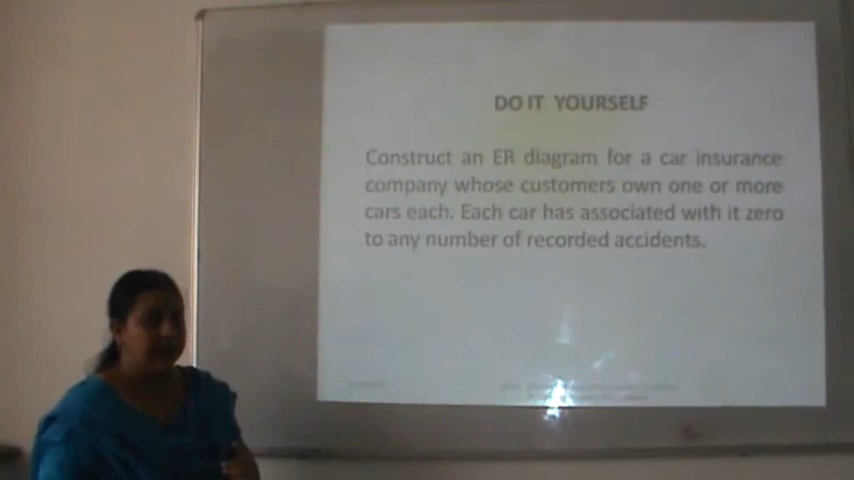 DO IT YOURSELF
Construct an ER diagram for a car insurance
company whose customers own one or more
cars each. Each car has associated with it zero
to any number of recorded accidents.